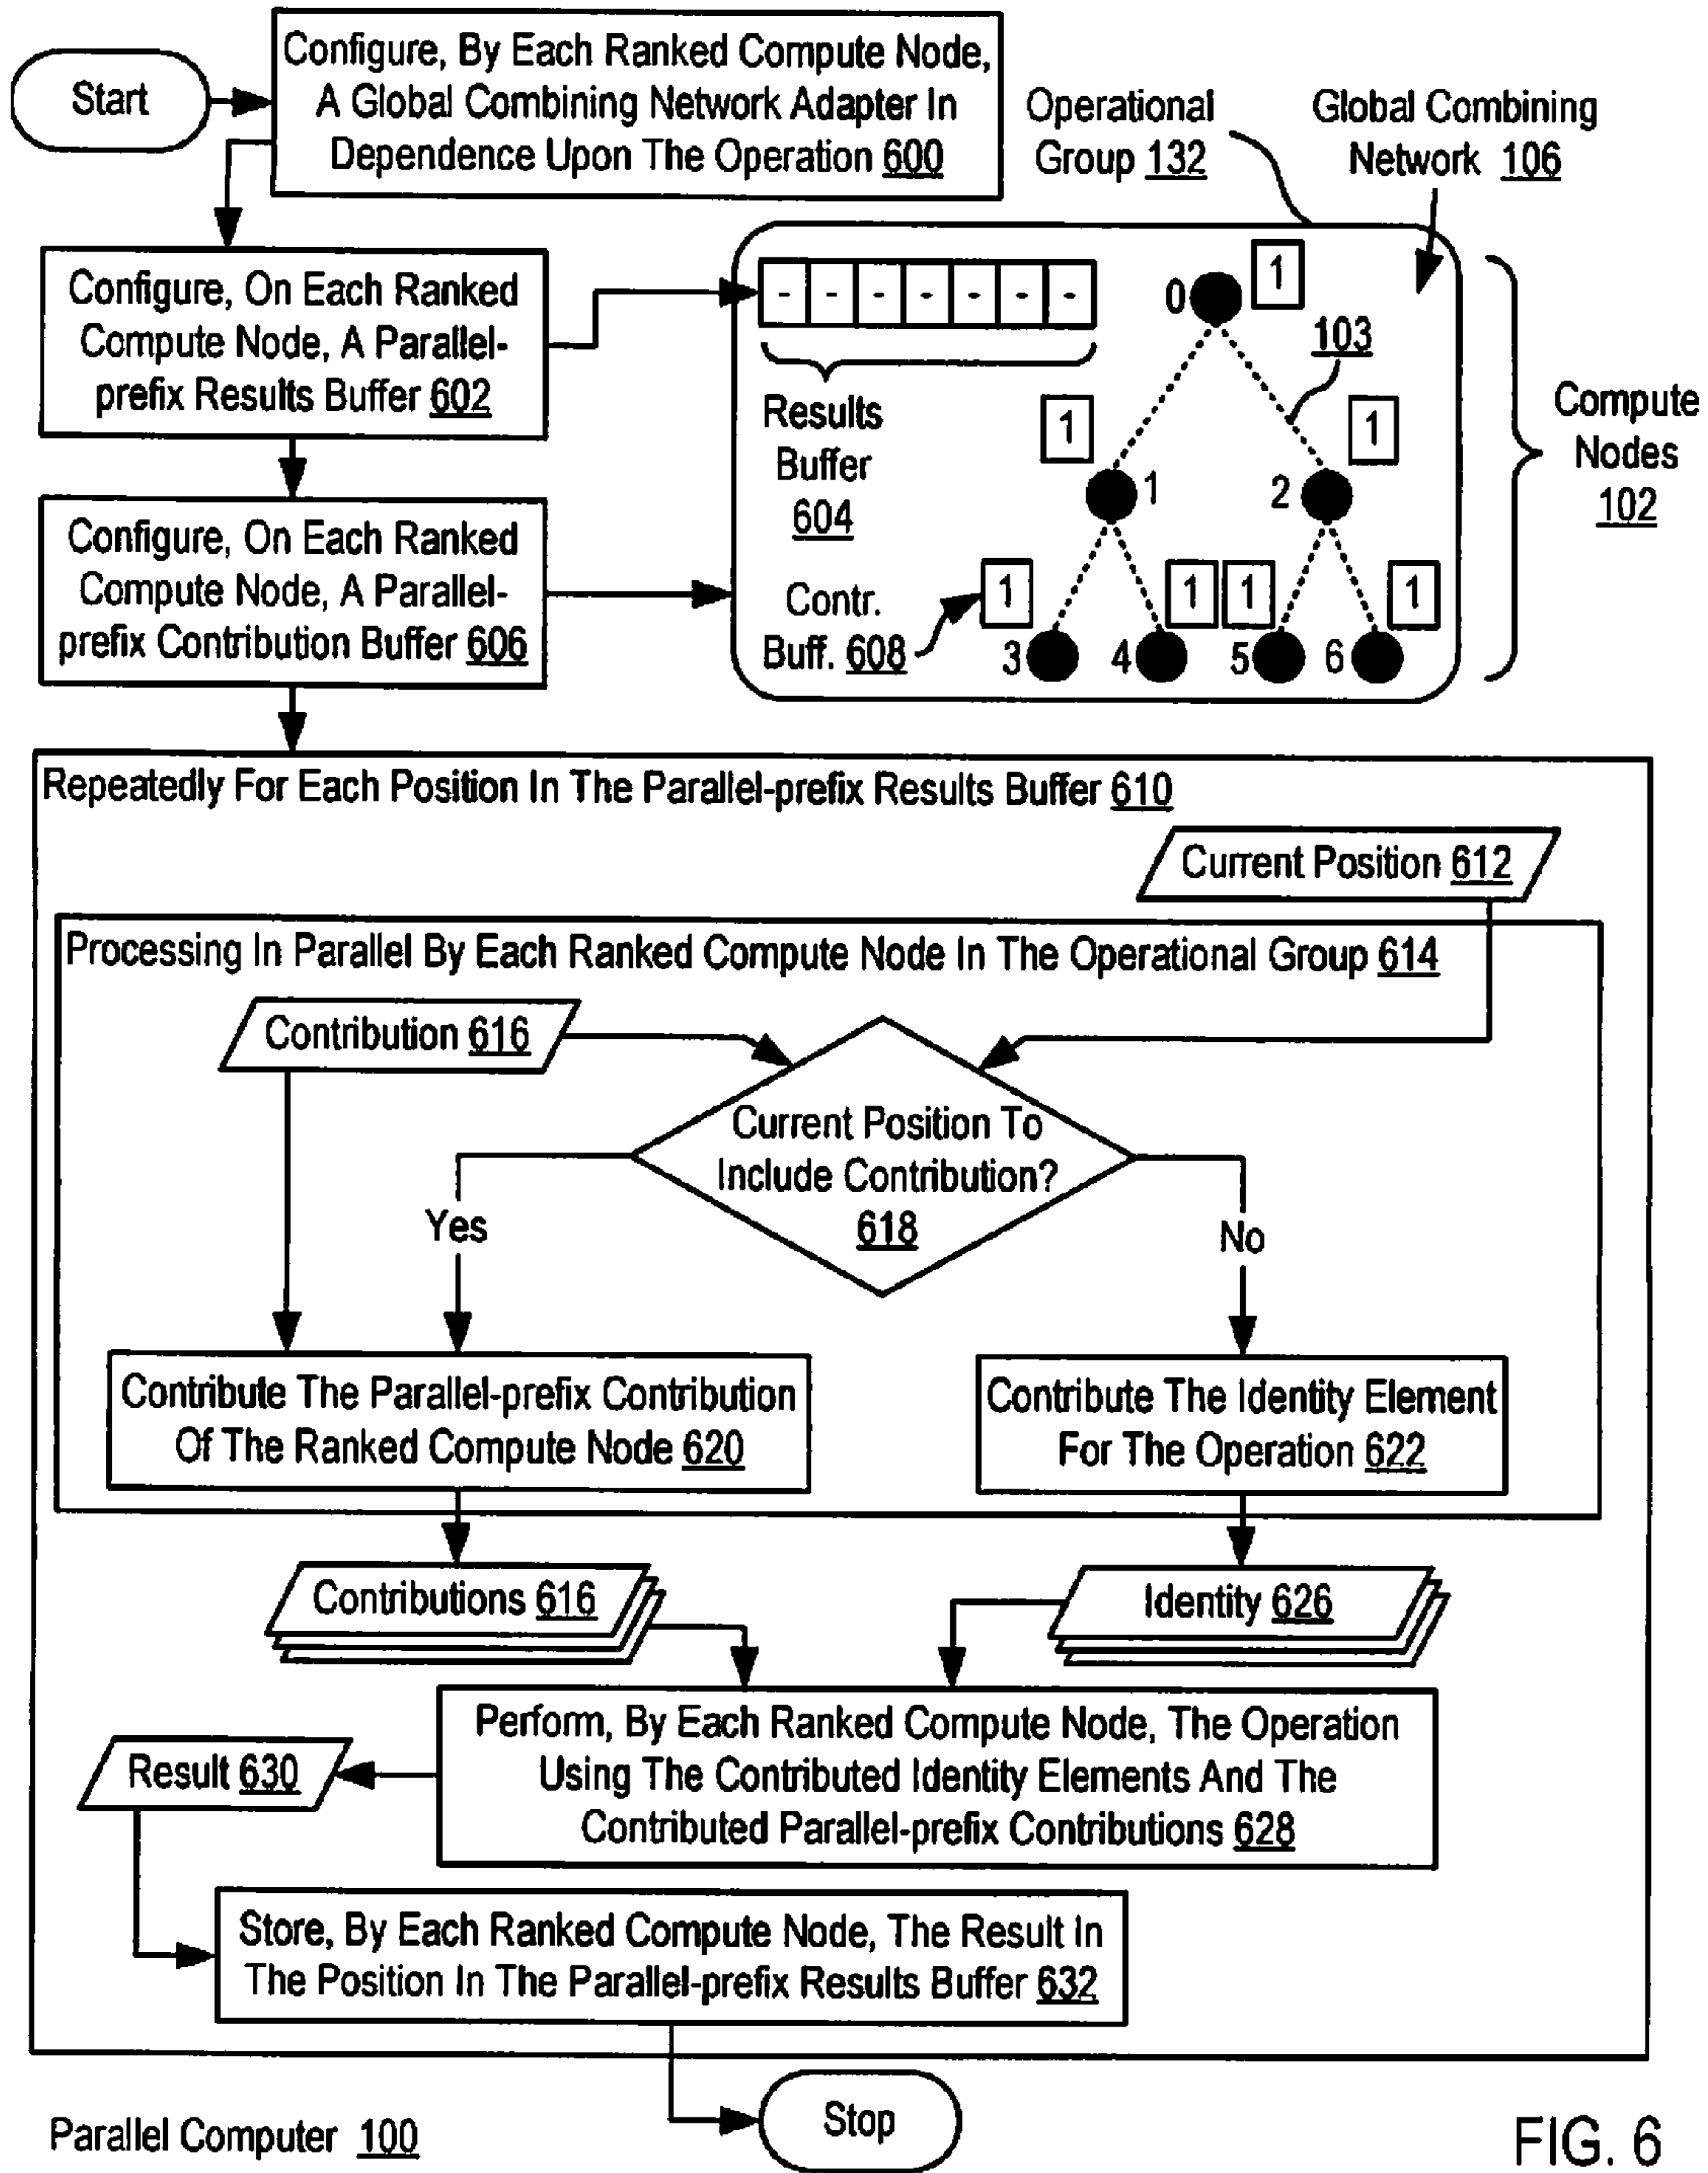 Start
Configure, By Each Ranked Compute Node,
A Global Combining Network Adapter In
Dependence Upon The Operation 600
Operational
Group 132
Global Combining
Network 106
Configure, On Each Ranked
Compute Node, A Parallel-
prefix Results Buffer 602
- - - - - - -
Results
Buffer
604
0
1
103
1
1
1
2
Compute
Nodes
102
Configure, On Each Ranked
Compute Node, A Parallel-
prefix Contribution Buffer 606
Contr.
Buff. 608
1
1
1
1
3
4
5
6
Repeatedly For Each Position In The Parallel-prefix Results Buffer 610
Current Position 612
Processing In Parallel By Each Ranked Compute Node In The Operational Group 614
Contribution 616
Current Position To
Include Contribution?
618
Yes
No
Contribute The Parallel-prefix Contribution
Of The Ranked Compute Node 620
Contribute The Identity Element
For The Operation 622
Contributions 616
Identity 626
Perform, By Each Ranked Compute Node, The Operation
Using The Contributed Identity Elements And The
Contributed Parallel-prefix Contributions 628
Result 630
Store, By Each Ranked Compute Node, The Result In
The Position In The Parallel-prefix Results Buffer 632
Stop
Parallel Computer 100
FIG. 6